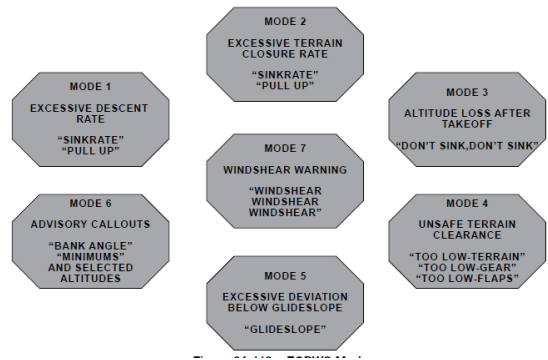 MODE 2
EXCESSIVE TERRAIN
CLOSURE RATE
“SINKRATE”
“PULL UP”
MODE 1
EXCESSIVE DESCENT
RATE
“SINKRATE”
“PULL UP”
MODE 3
ALTITUDE LOSS AFTER
TAKEOFF
“DON’T SINK,DON’T SINK”
MODE 7
WINDSHEAR WARNING
“WINDSHEAR
WINDSHEAR
WINDSHEAR”
MODE 6
ADVISORY CALLOUTS
“BANK ANGLE”
“MINIMUMS”
AND SELECTED
ALTITUDES
MODE 4
UNSAFE TERRAIN
CLEARANCE
“TOO LOW-TERRAIN”
“TOO LOW-GEAR”
“TOO LOW-FLAPS”
MODE 5
EXCESSIVE DEVIATION
BELOW GLIDESLOPE
“GLIDESLOPE”